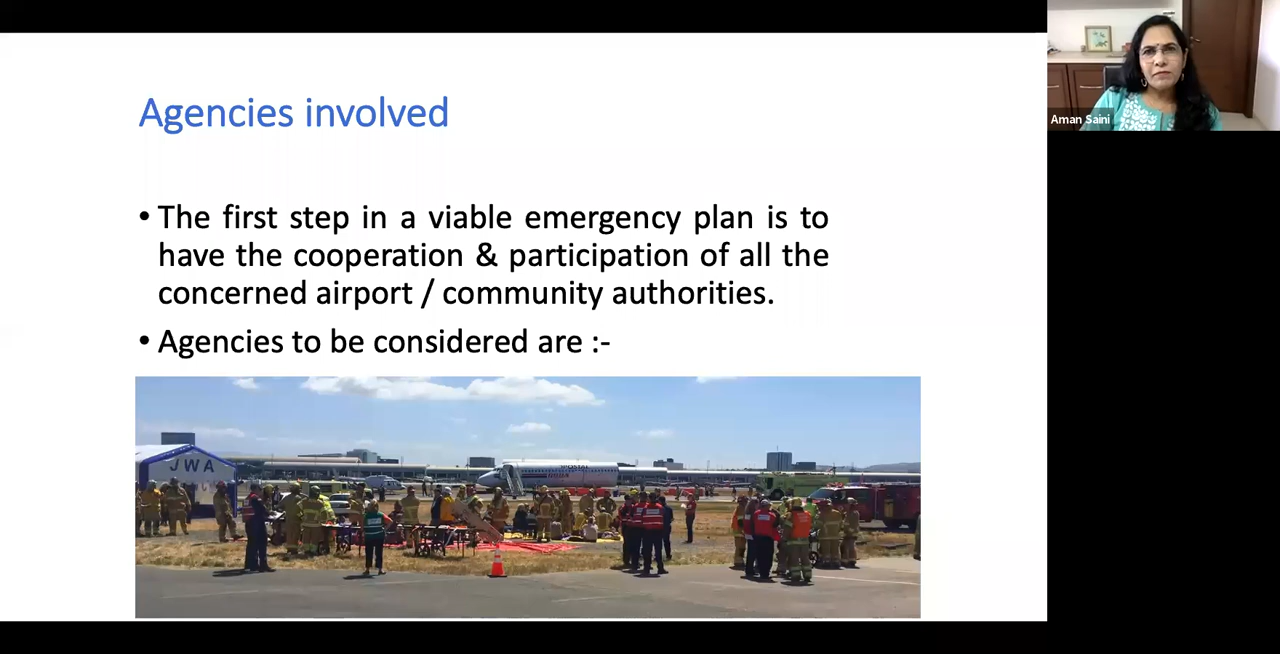 Agencies involved
• The first step in a viable emergency plan is to
have the cooperation & participation of all the
concerned airport / community authorities.
• Agencies to be considered are :-
JWA
Aman Saini